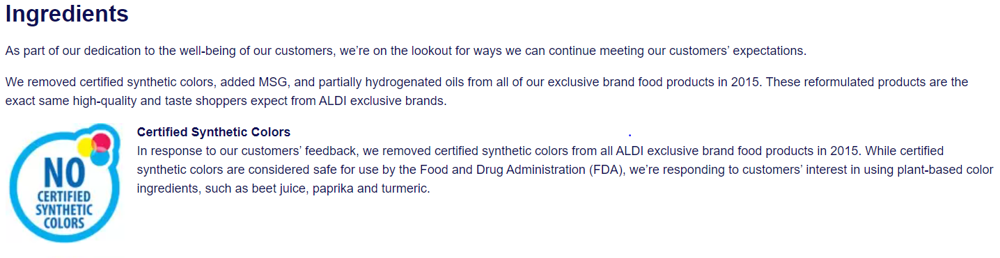 Ingredients
As part of our dedication to the well-being of our customers, we’re on the lookout for ways we can continue meeting our customers’ expectations.
We removed certified synthetic colors, added MSG, and partially hydrogenated oils from all of our exclusive brand food products in 2015. These reformulated products are the
exact same high-quality and taste shoppers expect from ALDI exclusive brands.
NO
CERTIFIED
SYNTHETIC
COLORS
Certified Synthetic Colors
In response to our customers’ feedback, we removed certified synthetic colors from all ALDI exclusive brand food products in 2015. While certified
synthetic colors are considered safe for use by the Food and Drug Administration (FDA), we’re responding to customers’ interest in using plant-based color
ingredients, such as beet juice, paprika and turmeric.